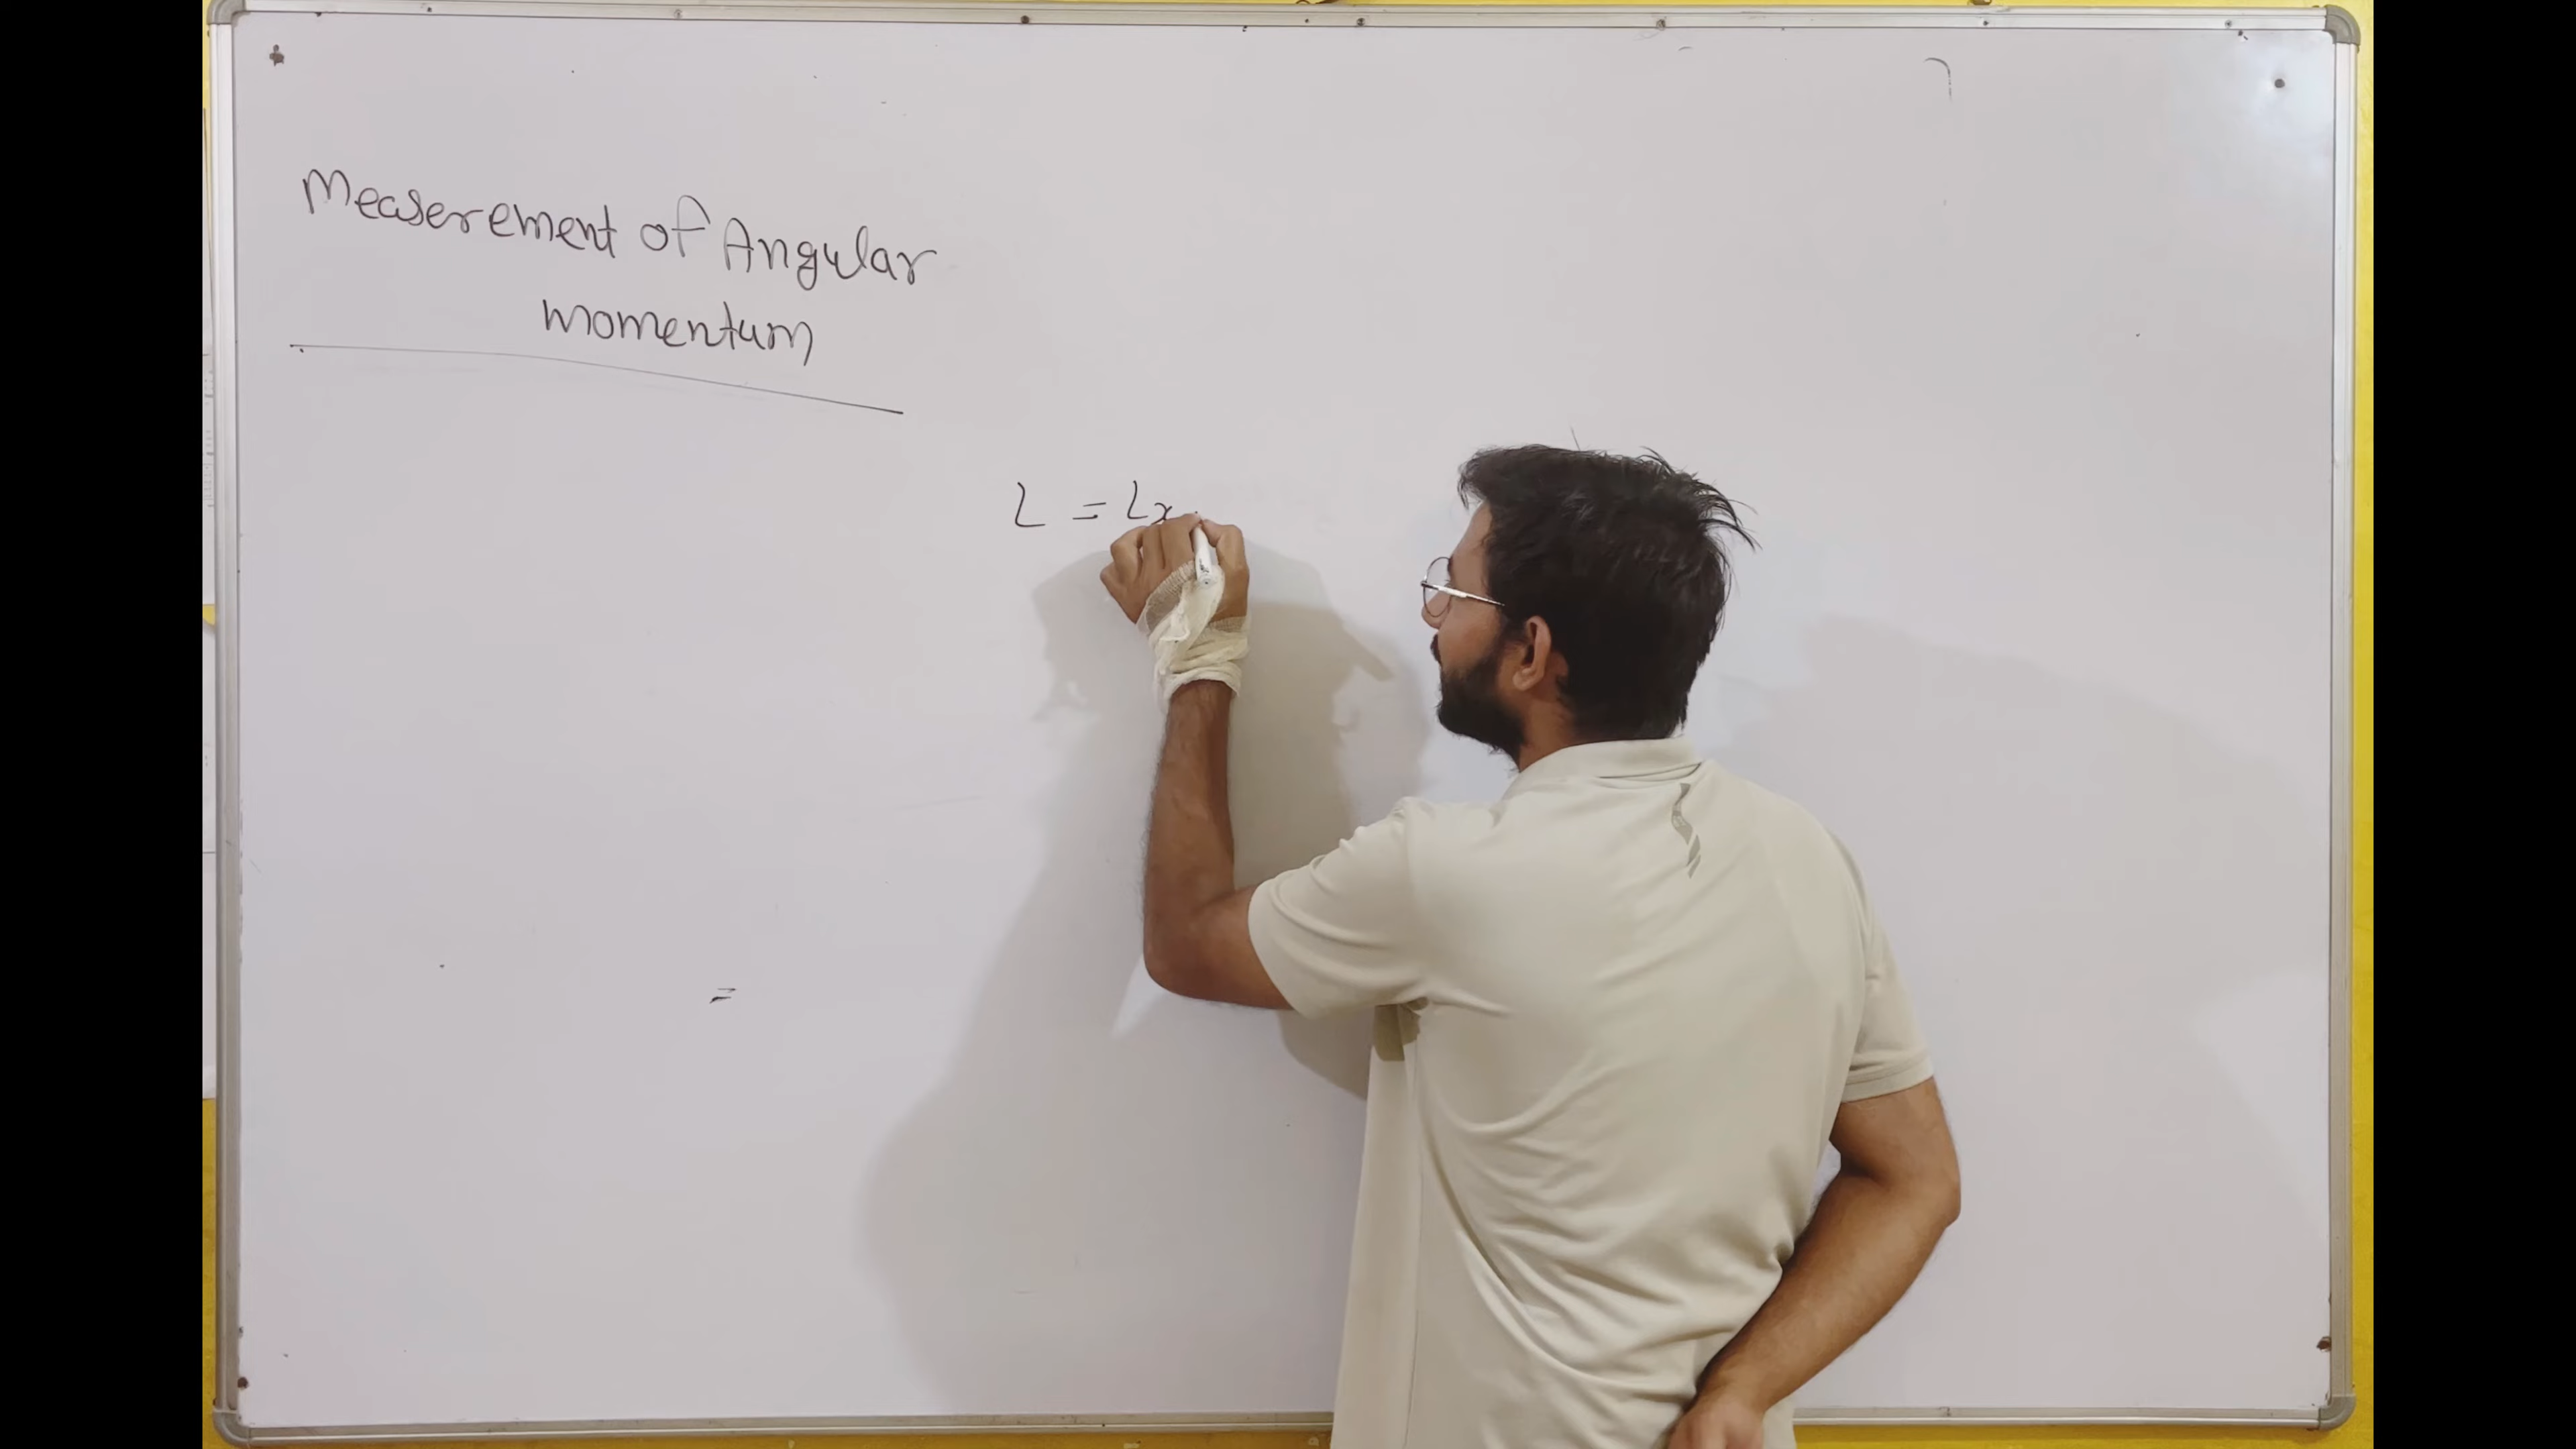 Measerement of Angular
momentum
L = Lx
=